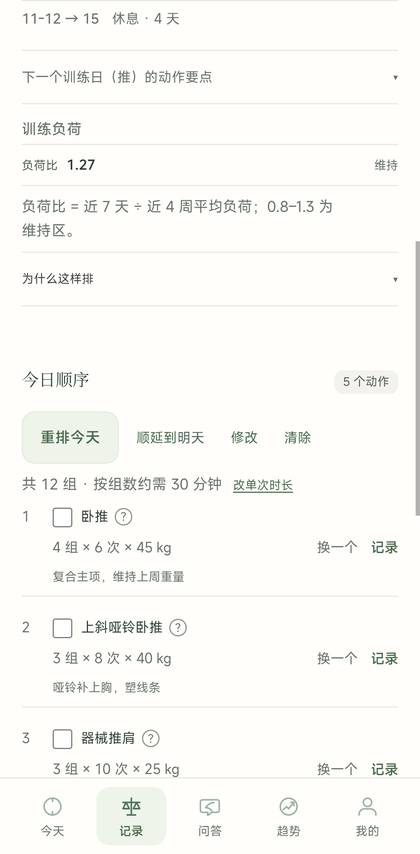 11-12 → 15 休息 · 4 天
下一个训练日（推）的动作要点 ▾
训练负荷
负荷比 1.27 维持
负荷比 = 近 7 天 ÷ 近 4 周平均负荷；0.8–1.3 为
维持区。
为什么这样排 ▾
今日顺序 5 个动作
重排今天 顺延到明天 修改 清除
共 12 组 · 按组数约需 30 分钟 改单次时长
1 卧推 ?
4 组 × 6 次 × 45 kg 换一个 记录
复合主项，维持上周重量
2 上斜哑铃卧推 ?
3 组 × 8 次 × 40 kg 换一个 记录
哑铃补上胸，塑线条
3 器械推肩 ?
3 组 × 10 次 × 25 kg 换一个 记录
今天 记录 问答 趋势 我的